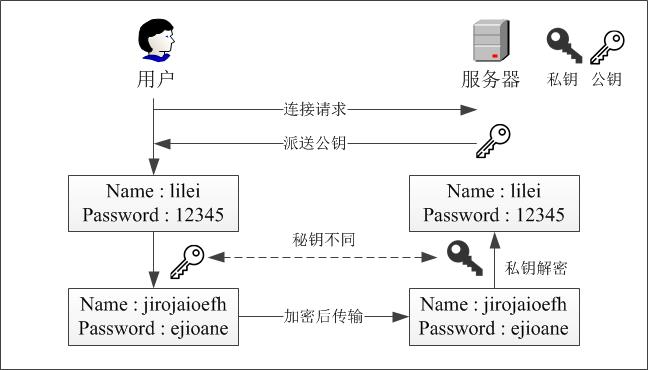 用户
服务器
私钥
公钥
连接请求
派送公钥
Name : lilei
Password : 12345
Name : lilei
Password : 12345
秘钥不同
私钥解密
Name : jirojaioefh
Password : ejioane
加密后传输
Name : jirojaioefh
Password : ejioane